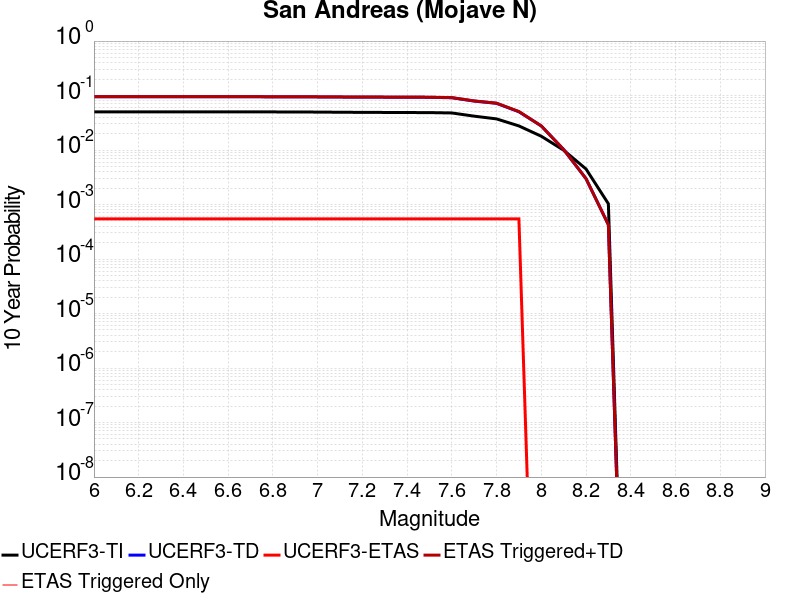 San Andreas (Mojave N)
10 0
10 -1
10 -2
10 -3
10 -4
10 -5
10 -6
10 -7
10 -8
10 Year Probability
6 6.2 6.4 6.6 6.8 7 7.2 7.4 7.6 7.8 8 8.2 8.4 8.6 8.8 9
Magnitude
UCERF3-TI UCERF3-TD UCERF3-ETAS ETAS Triggered+TD
ETAS Triggered Only